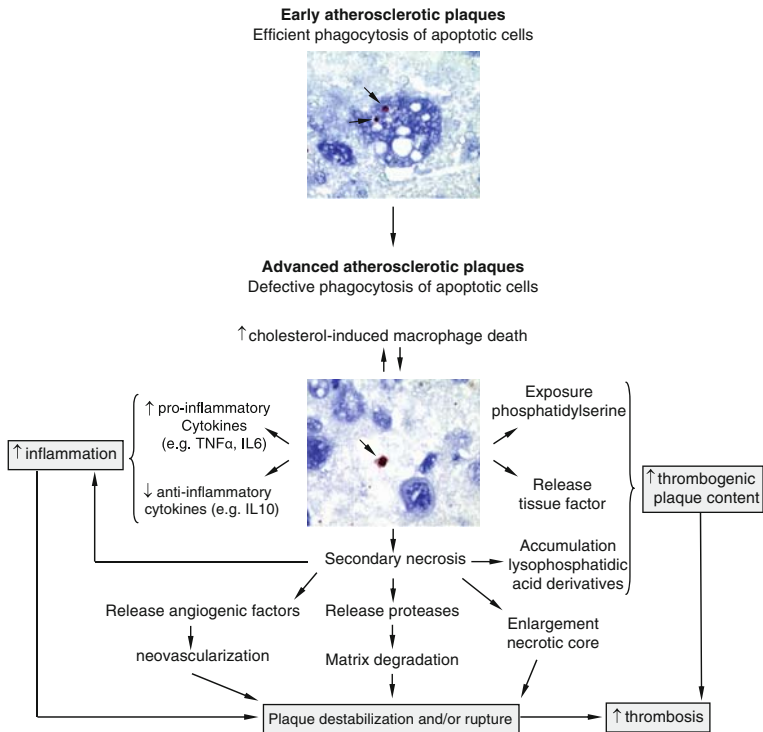 Early atherosclerotic plaques
Efficient phagocytosis of apoptotic cells
Advanced atherosclerotic plaques
Defective phagocytosis of apoptotic cells
↑ cholesterol-induced macrophage death
↑ pro-inflammatory
Cytokines
(e.g. TNFα, IL6)
↓ anti-inflammatory
cytokines (e.g. IL10)
↑ inflammation
Exposure
phosphatidylserine
Release
tissue factor
Accumulation
lysophosphatidic
acid derivatives
↑ thrombogenic
plaque content
Secondary necrosis
Release angiogenic factors
neovascularization
Release proteases
Matrix degradation
Enlargement
necrotic core
Plaque destabilization and/or rupture
↑ thrombosis